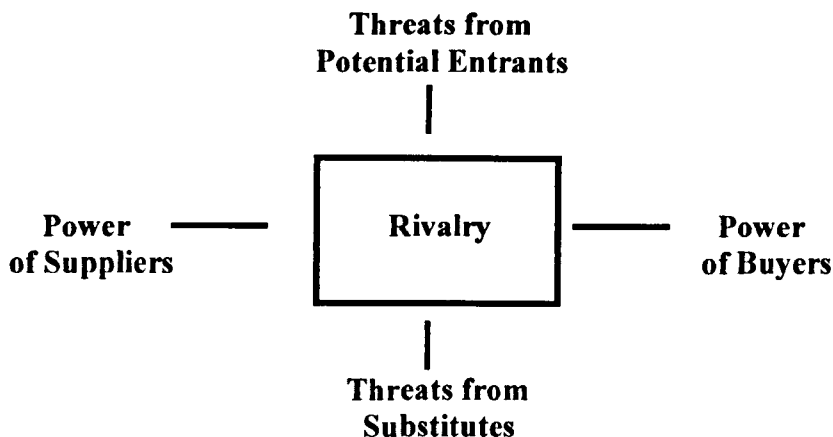 Threats from
Potential Entrants
Power
of Suppliers
Rivalry
Power
of Buyers
Threats from
Substitutes